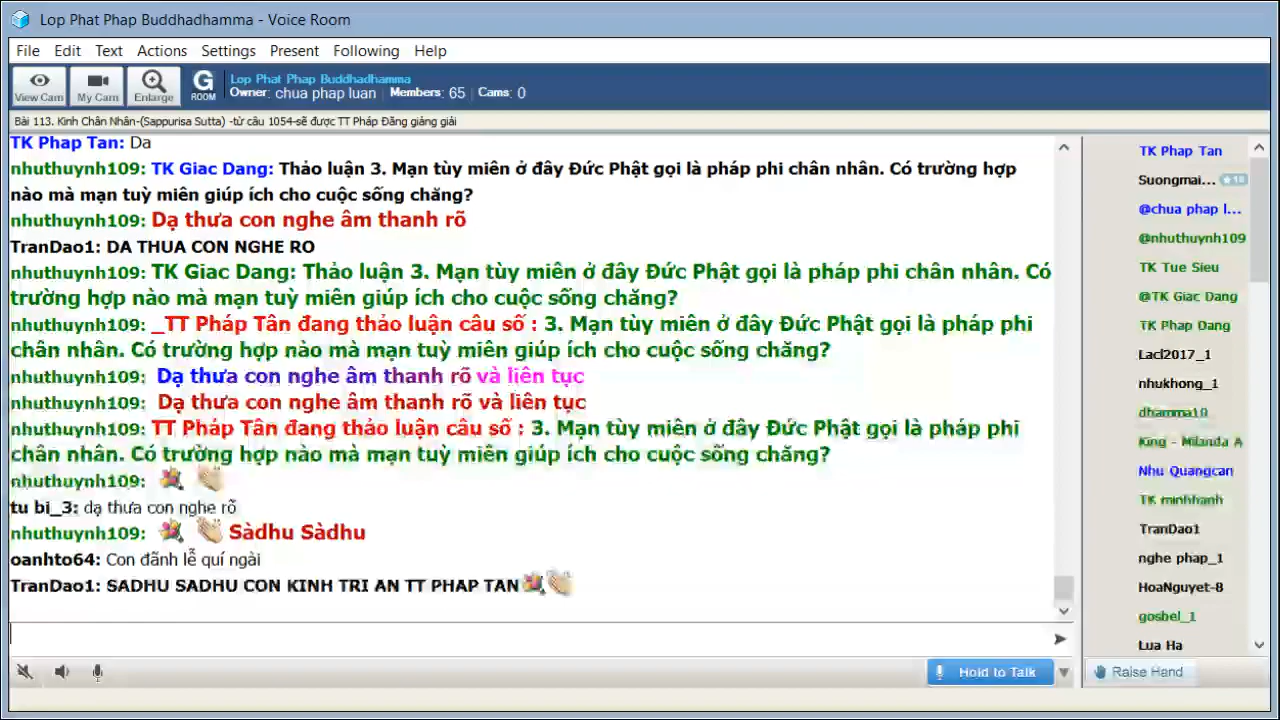 Lop Phat Phap Buddhadhamma - Voice Room
File Edit Text Actions Settings Present Following Help
View Cam My Cam Enlarge G ROOM
Lop Phat Phap Buddhadhamma
Owner: chua phap luan Members: 65 Cams: 0
Bài 113. Kinh Chân Nhân-(Sappurisa Sutta) -từ câu 1054-sẽ được TT Pháp Đăng giảng giải
TK Phap Tan: Da
nhuthuynh109: TK Giac Dang: Thảo luận 3. Mạn tùy miên ở đây Đức Phật gọi là pháp phi chân nhân. Có trường hợp
nào mà mạn tuỳ miên giúp ích cho cuộc sống chăng?
nhuthuynh109: Dạ thưa con nghe âm thanh rõ
TranDao1: DA THUA CON NGHE RO
nhuthuynh109: TK Giac Dang: Thảo luận 3. Mạn tùy miên ở đây Đức Phật gọi là pháp phi chân nhân. Có
trường hợp nào mà mạn tuỳ miên giúp ích cho cuộc sống chăng?
nhuthuynh109: _TT Pháp Tân đang thảo luận câu số : 3. Mạn tùy miên ở đây Đức Phật gọi là pháp phi
chân nhân. Có trường hợp nào mà mạn tuỳ miên giúp ích cho cuộc sống chăng?
nhuthuynh109: Dạ thưa con nghe âm thanh rõ và liên tục
nhuthuynh109: Dạ thưa con nghe âm thanh rõ và liên tục
nhuthuynh109: TT Pháp Tân đang thảo luận câu số : 3. Mạn tùy miên ở đây Đức Phật gọi là pháp phi
chân nhân. Có trường hợp nào mà mạn tuỳ miên giúp ích cho cuộc sống chăng?
nhuthuynh109:
tu bi_3: dạ thưa con nghe rõ
nhuthuynh109: Sàdhu Sàdhu
oanhto64: Con đãnh lễ quí ngài
TranDao1: SADHU SADHU CON KINH TRI AN TT PHAP TAN
Hold to Talk
TK Phap Tan
Suongmai... 18
@chua phap l...
@nhuthuynh109
TK Tue Sieu
@TK Giac Dang
TK Phap Dang
Laci2017_1
nhukhong_1
dhamma10
King - Milanda A
Nhu Quangcan
TK minhhanh
TranDao1
nghe phap_1
HoaNguyet-8
gosbel_1
Lua Ha
Raise Hand